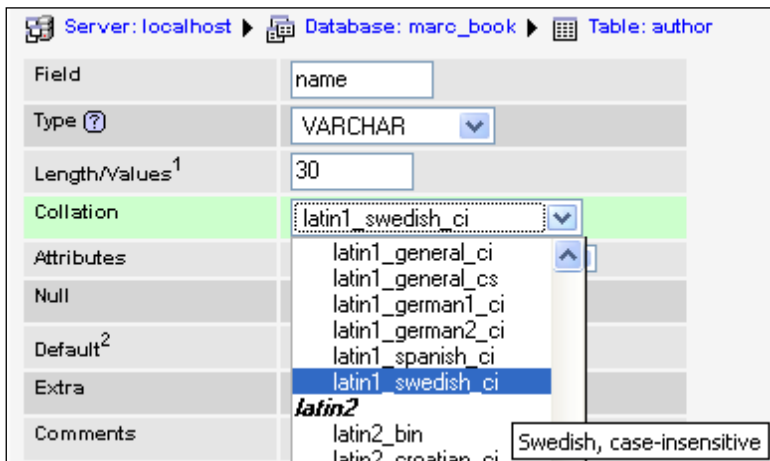 Server: localhost Database: marc_book Table: author
Field name
Type ? VARCHAR
Length/Values1 30
Collation latin1_swedish_ci
latin1_general_ci
Attributes
latin1_general_cs
Null
latin1_german1_ci
latin1_german2_ci
Default2
latin1_spanish_ci
Extra
latin1_swedish_ci
latin2
Comments
latin2_bin
Swedish, case-insensitive
latin2_croatian_ci